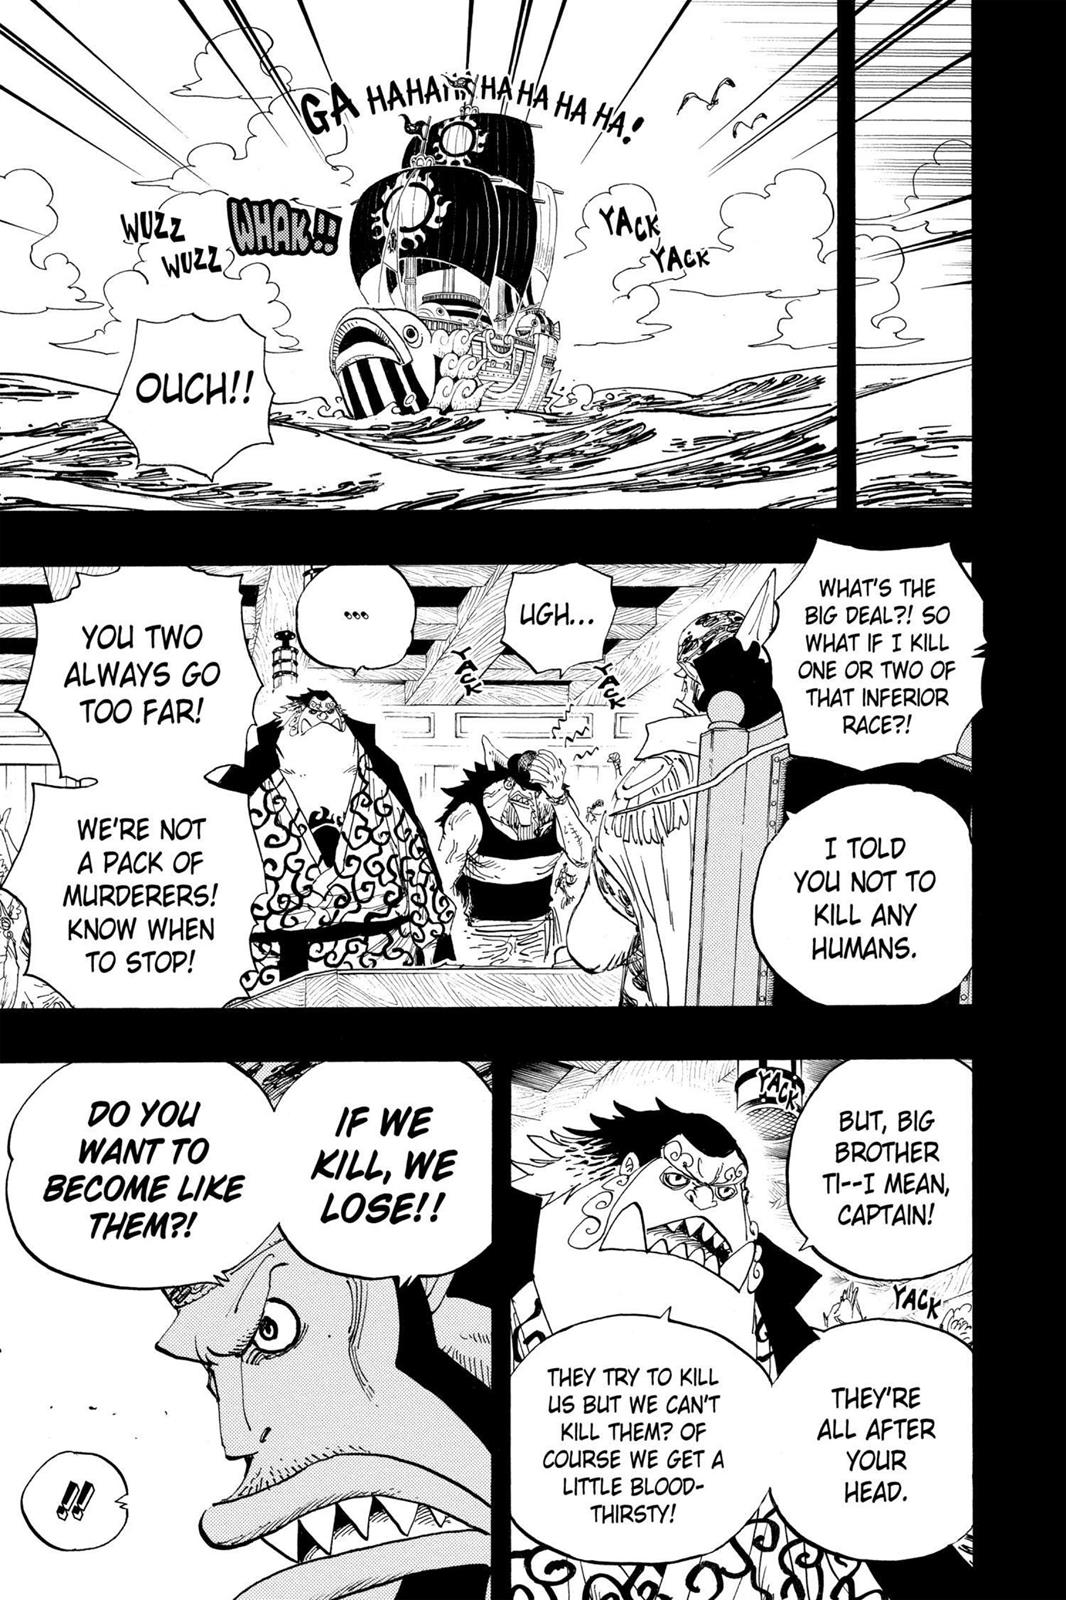 GA HAHAHA HA HA HA HA!
YACK
YACK
WHAK!!
WUZZ
WUZZ
OUCH!!
WHAT'S THE
BIG DEAL?! SO
WHAT IF I KILL
ONE OR TWO OF
THAT INFERIOR
RACE?!
I TOLD
YOU NOT TO
KILL ANY
HUMANS.
UGH...
YACK
YACK
...
YOU TWO
ALWAYS GO
TOO FAR!
WE'RE NOT
A PACK OF
MURDERERS!
KNOW WHEN
TO STOP!
YACK
BUT, BIG
BROTHER
TI--I MEAN,
CAPTAIN!
YACK
THEY'RE
ALL AFTER
YOUR
HEAD.
THEY TRY TO KILL
US BUT WE CAN'T
KILL THEM? OF
COURSE WE GET A
LITTLE BLOOD-
THIRSTY!
IF WE
KILL, WE
LOSE!!
DO YOU
WANT TO
BECOME LIKE
THEM?!
!!